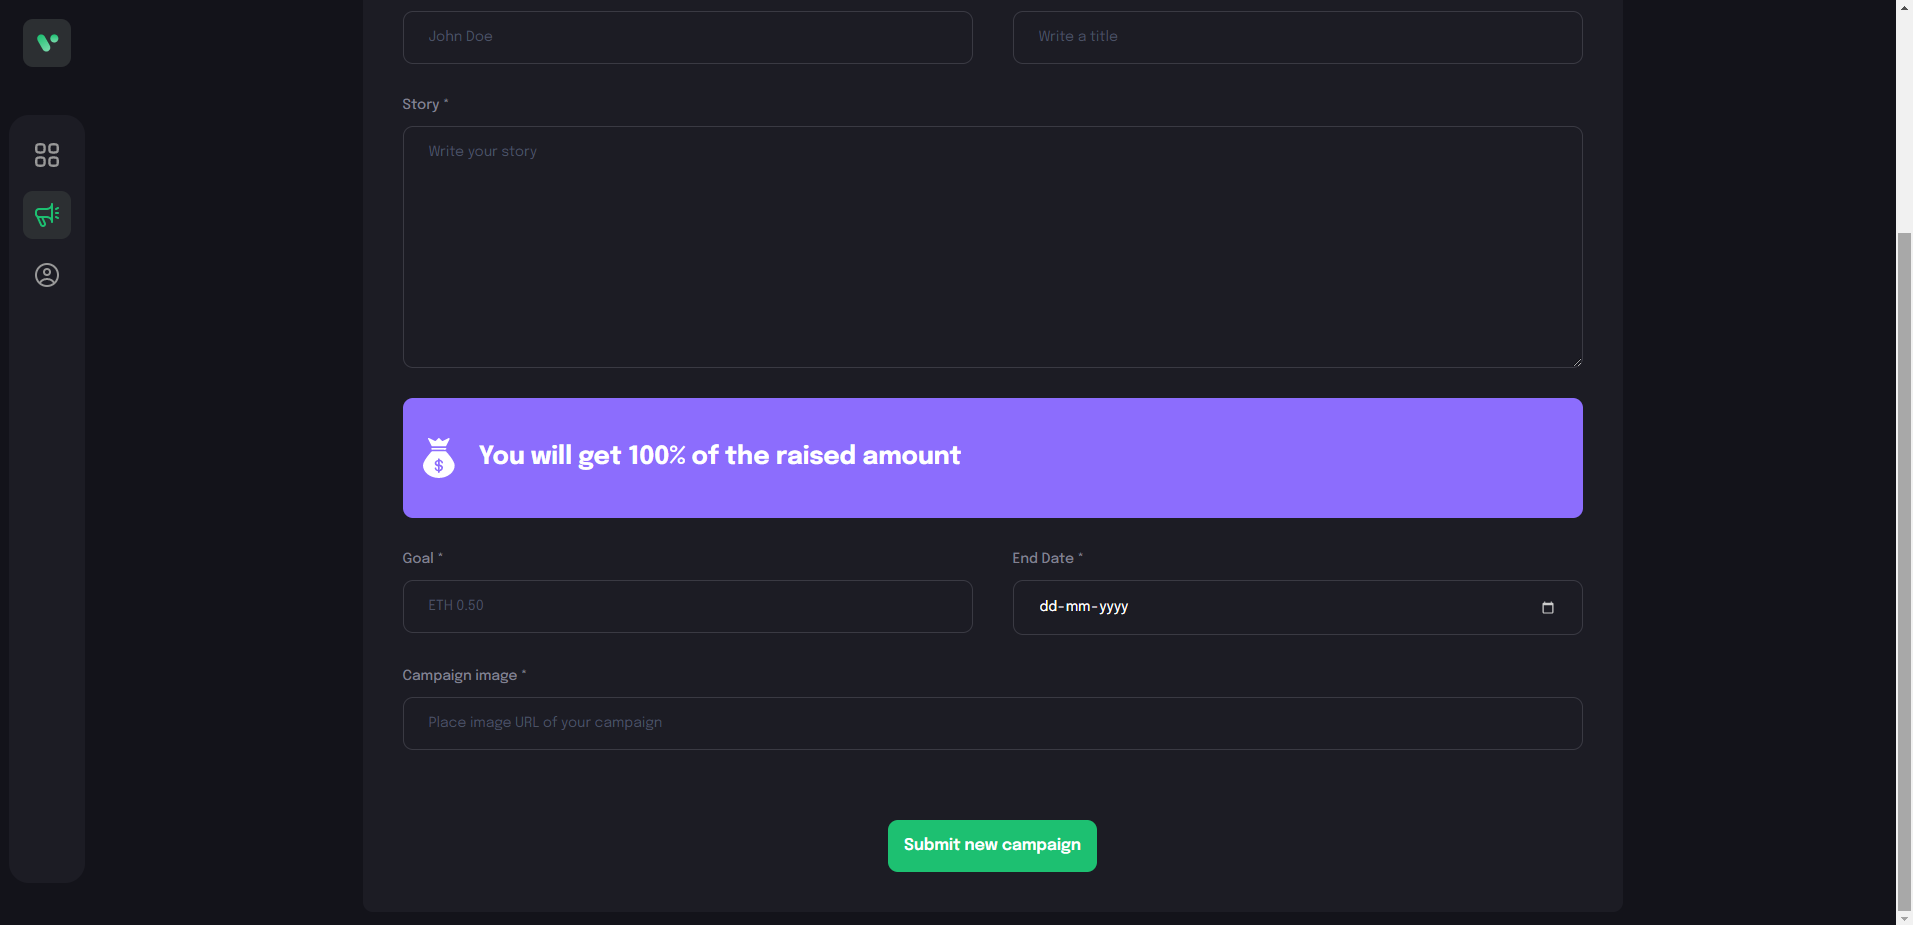 John Doe
Write a title
Story *
Write your story
$ You will get 100% of the raised amount
Goal *
End Date *
ETH 0.50
dd-mm-yyyy
Campaign image *
Place image URL of your campaign
Submit new campaign